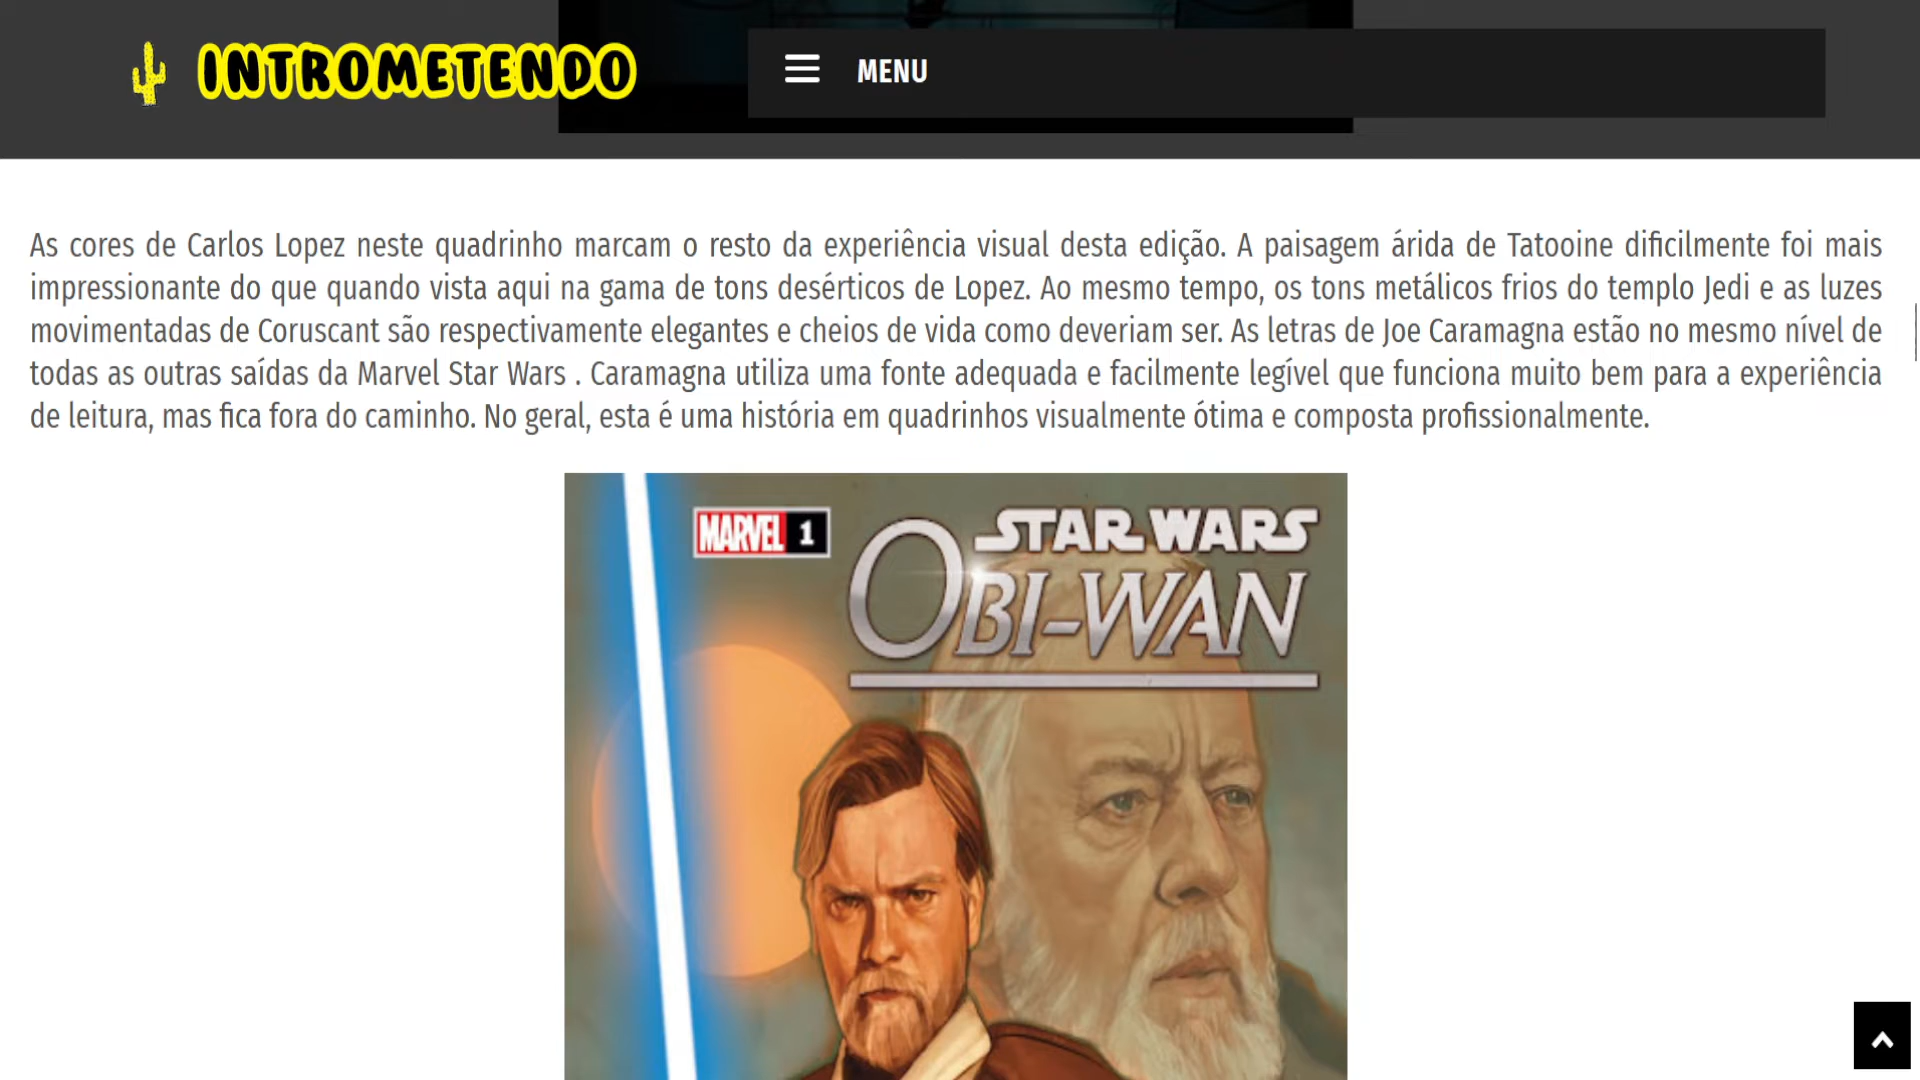 INTROMETENDO
MENU
As cores de Carlos Lopez neste quadrinho marcam o resto da experiência visual desta edição. A paisagem árida de Tatooine dificilmente foi mais
impressionante do que quando vista aqui na gama de tons desérticos de Lopez. Ao mesmo tempo, os tons metálicos frios do templo Jedi e as luzes
movimentadas de Coruscant são respectivamente elegantes e cheios de vida como deveriam ser. As letras de Joe Caramagna estão no mesmo nível de
todas as outras saídas da Marvel Star Wars . Caramagna utiliza uma fonte adequada e facilmente legível que funciona muito bem para a experiência
de leitura, mas fica fora do caminho. No geral, esta é uma história em quadrinhos visualmente ótima e composta profissionalmente.
MARVEL 1
STAR WARS
OBI-WAN